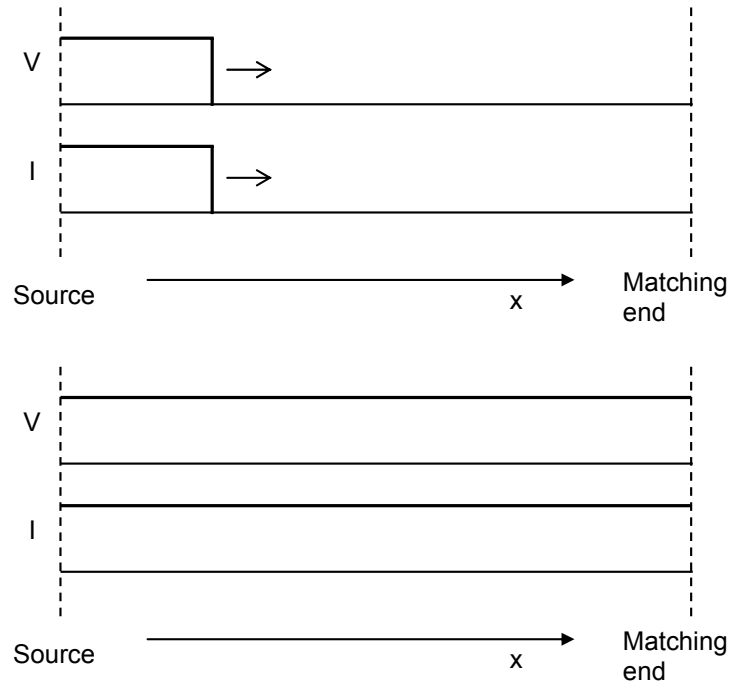 V
I
Source
x
Matching
end
V
I
Source
x
Matching
end